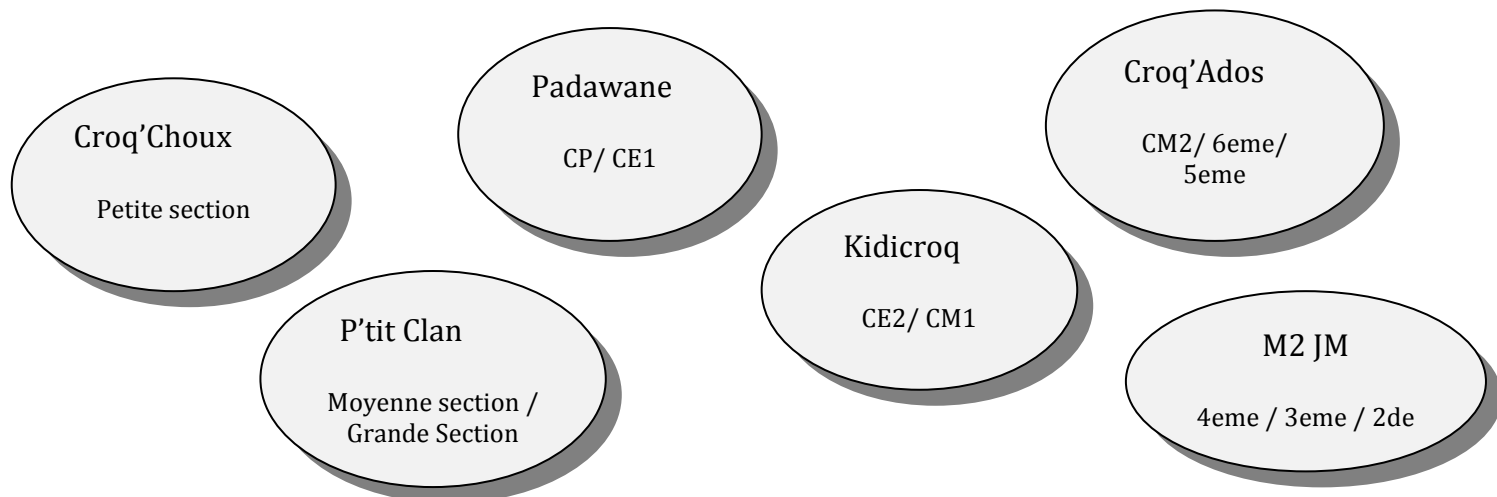 Croq'Choux
Petite section
P'tit Clan
Moyenne section /
Grande Section
Padawane
CP/ CE1
Kidicroq
CE2/ CM1
Croq'Ados
CM2/ 6eme/
5eme
M2 JM
4eme / 3eme / 2de